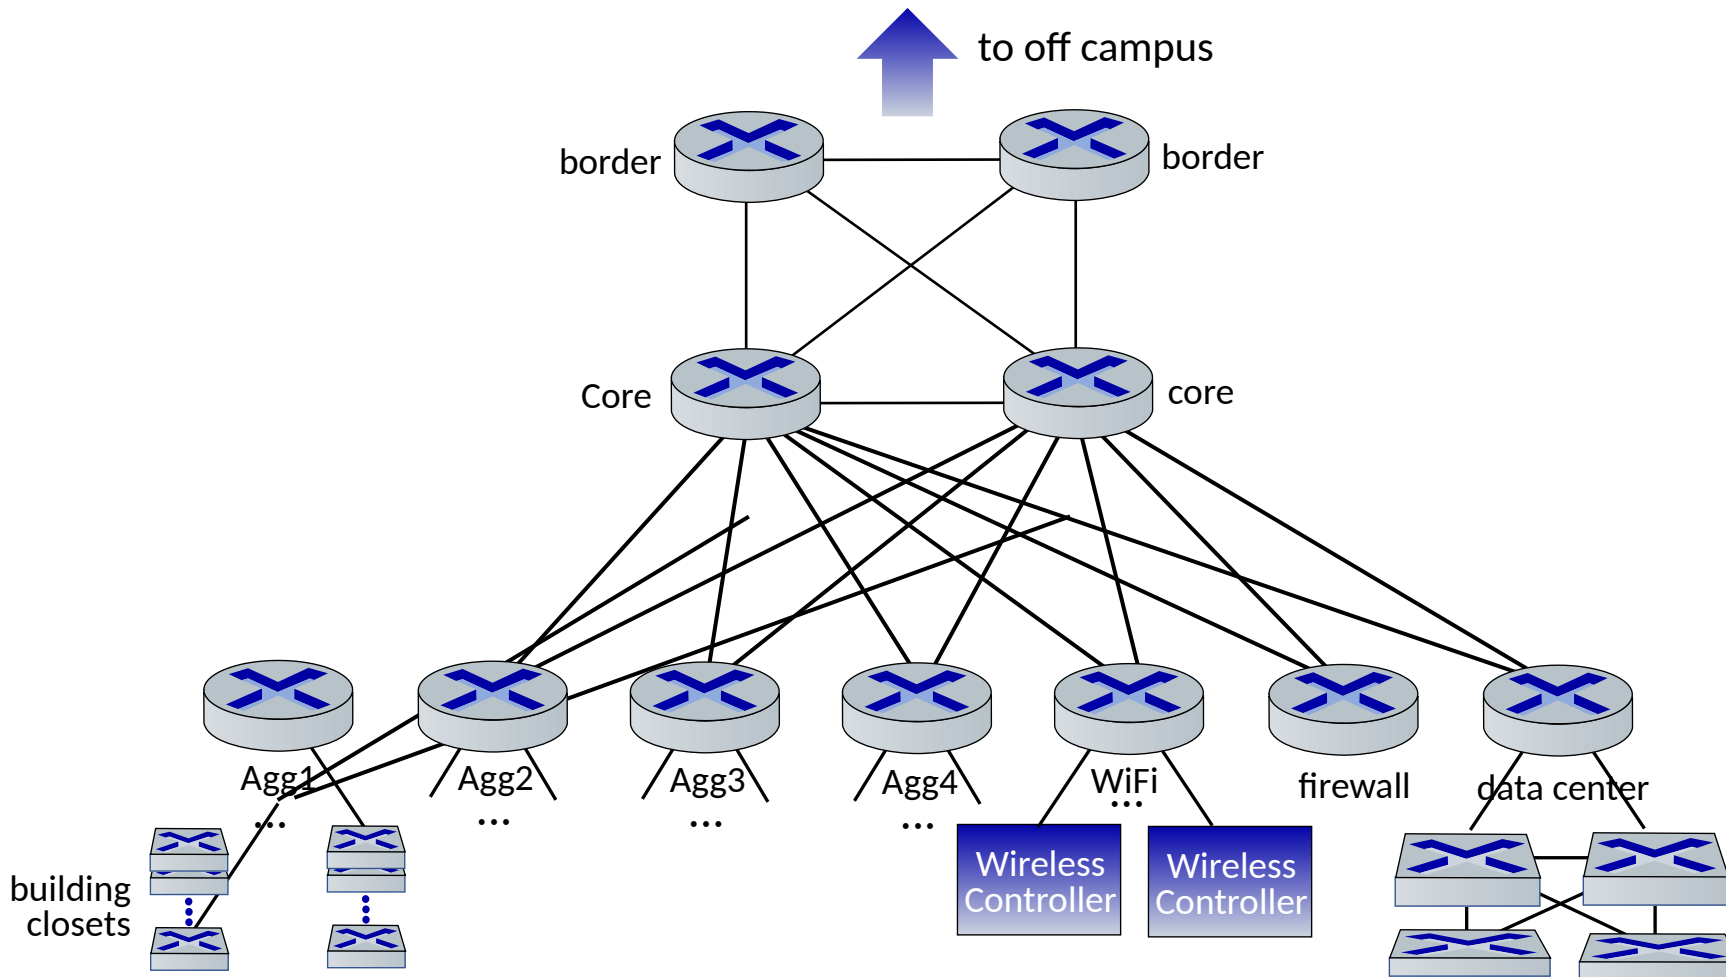 to off campus
border
border
Core
core
Agg1
Agg2
Agg3
Agg4
WiFi
firewall
data center
...
...
...
...
...
building
closets
Wireless
Controller
Wireless
Controller